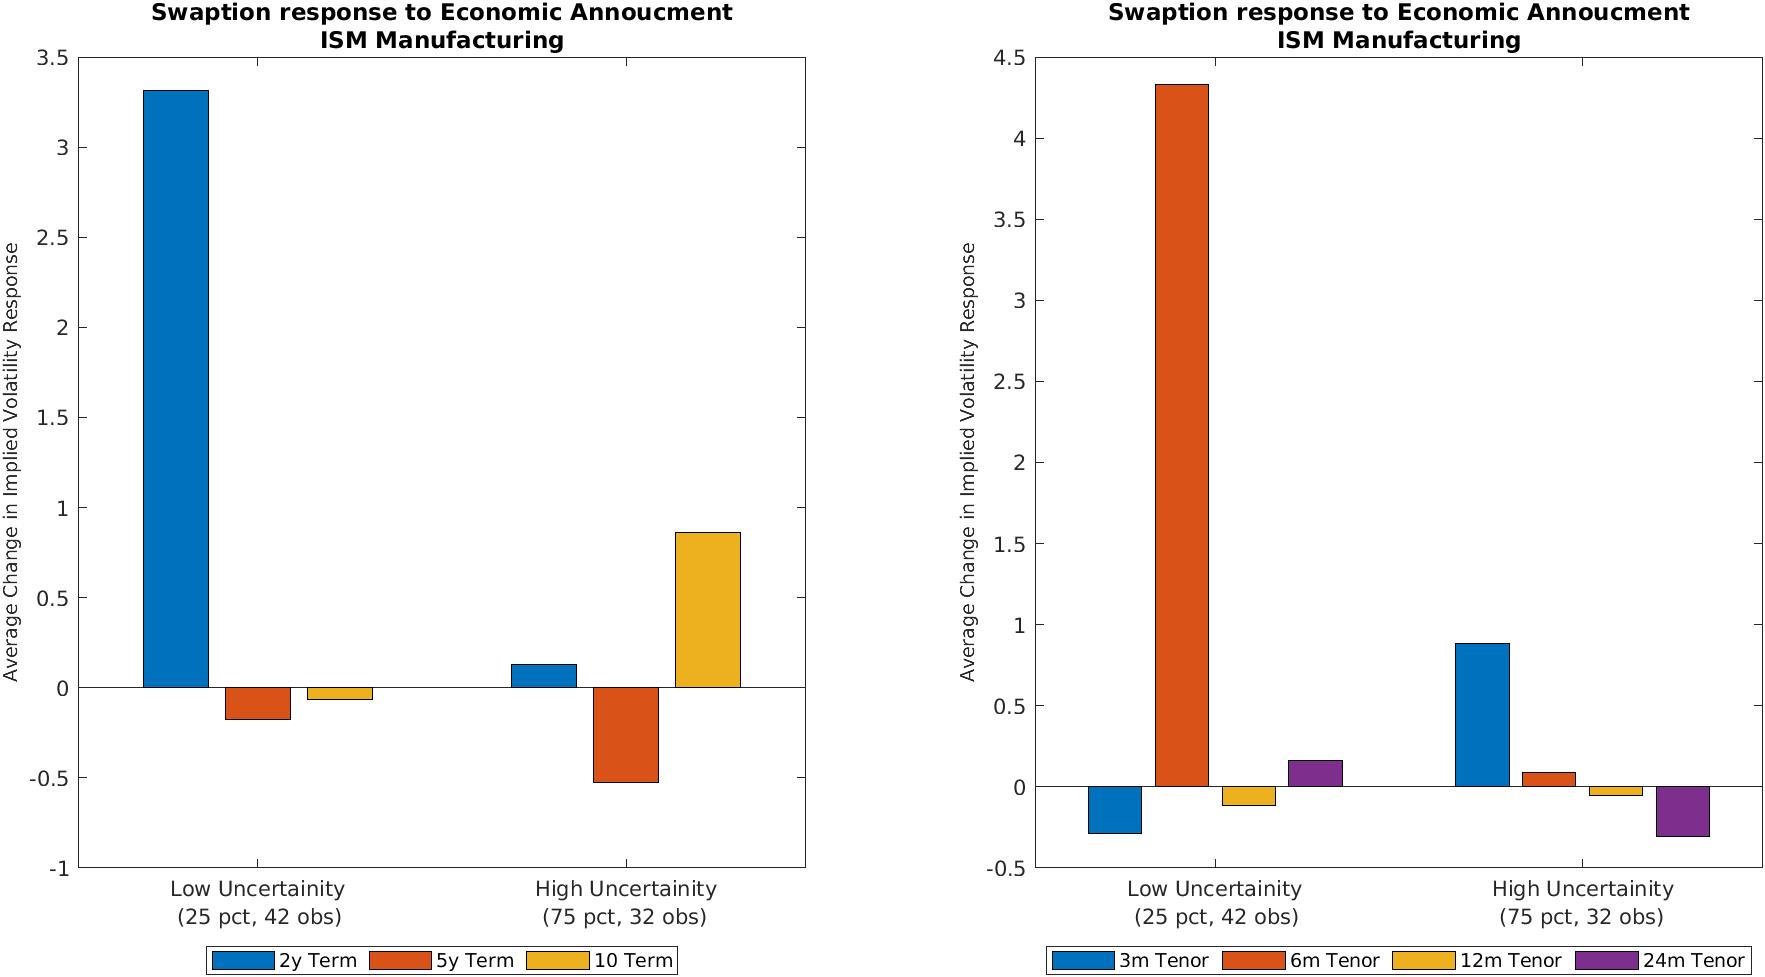 Swaption response to Economic Annoucment
ISM Manufacturing
3.5
3
2.5
2
1.5
1
0.5
0
-0.5
-1
Average Change in Implied Volatility Response
Low Uncertainity
(25 pct, 42 obs)
High Uncertainity
(75 pct, 32 obs)
2y Term
5y Term
10 Term
Swaption response to Economic Annoucment
ISM Manufacturing
4.5
4
3.5
3
2.5
2
1.5
1
0.5
0
-0.5
Average Change in Implied Volatility Response
Low Uncertainity
(25 pct, 42 obs)
High Uncertainity
(75 pct, 32 obs)
3m Tenor
6m Tenor
12m Tenor
24m Tenor